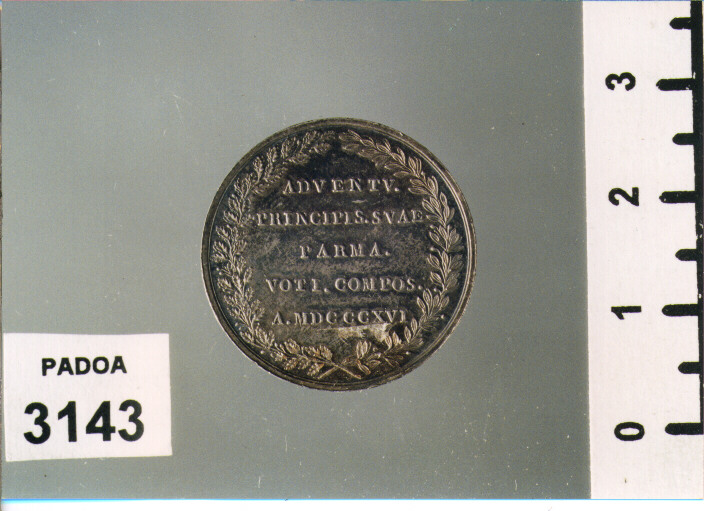 ADVENTV.
PRINCIPIS.SVAE
PARMA.
VOTI.COMPOS.
A.MDCCCXVI
PADOA
3143
3
2
1
0